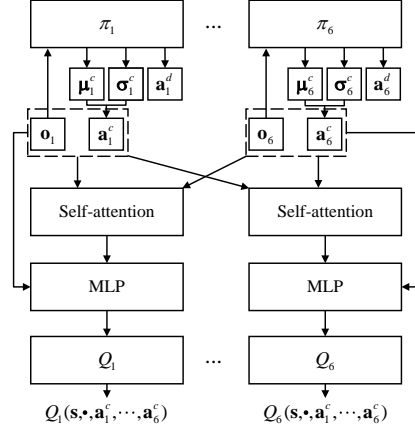 π₁ ... π₆
μ₁ᶜ σ₁ᶜ a₁ᵈ μ₆ᶜ σ₆ᶜ a₆ᵈ
o₁ a₁ᶜ o₆ a₆ᶜ
Self-attention Self-attention
MLP MLP
Q₁ ... Q₆
Q₁(s,•,a₁ᶜ,⋯,a₆ᶜ) Q₆(s,•,a₁ᶜ,⋯,a₆ᶜ)